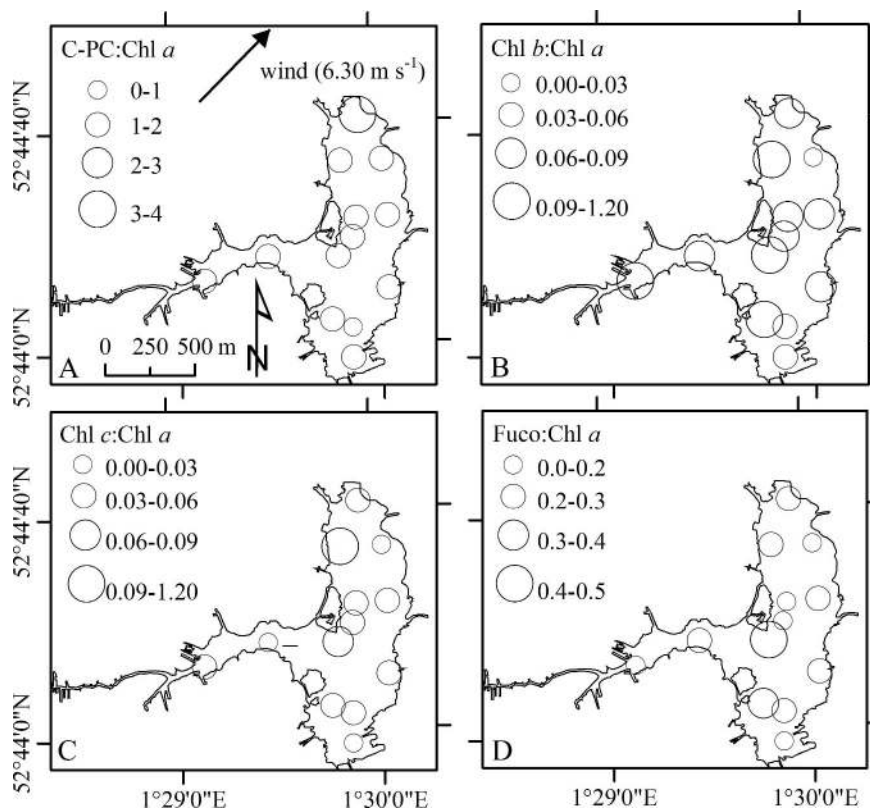 C-PC:Chl a
0-1
1-2
2-3
3-4
wind (6.30 m s-1)
52°44'40"N
52°44'0"N
0 250 500 m
N
A
Chl b:Chl a
0.00-0.03
0.03-0.06
0.06-0.09
0.09-1.20
B
Chl c:Chl a
0.00-0.03
0.03-0.06
0.06-0.09
0.09-1.20
52°44'40"N
52°44'0"N
C
1°29'0"E
1°30'0"E
Fuco:Chl a
0.0-0.2
0.2-0.3
0.3-0.4
0.4-0.5
D
1°29'0"E
1°30'0"E